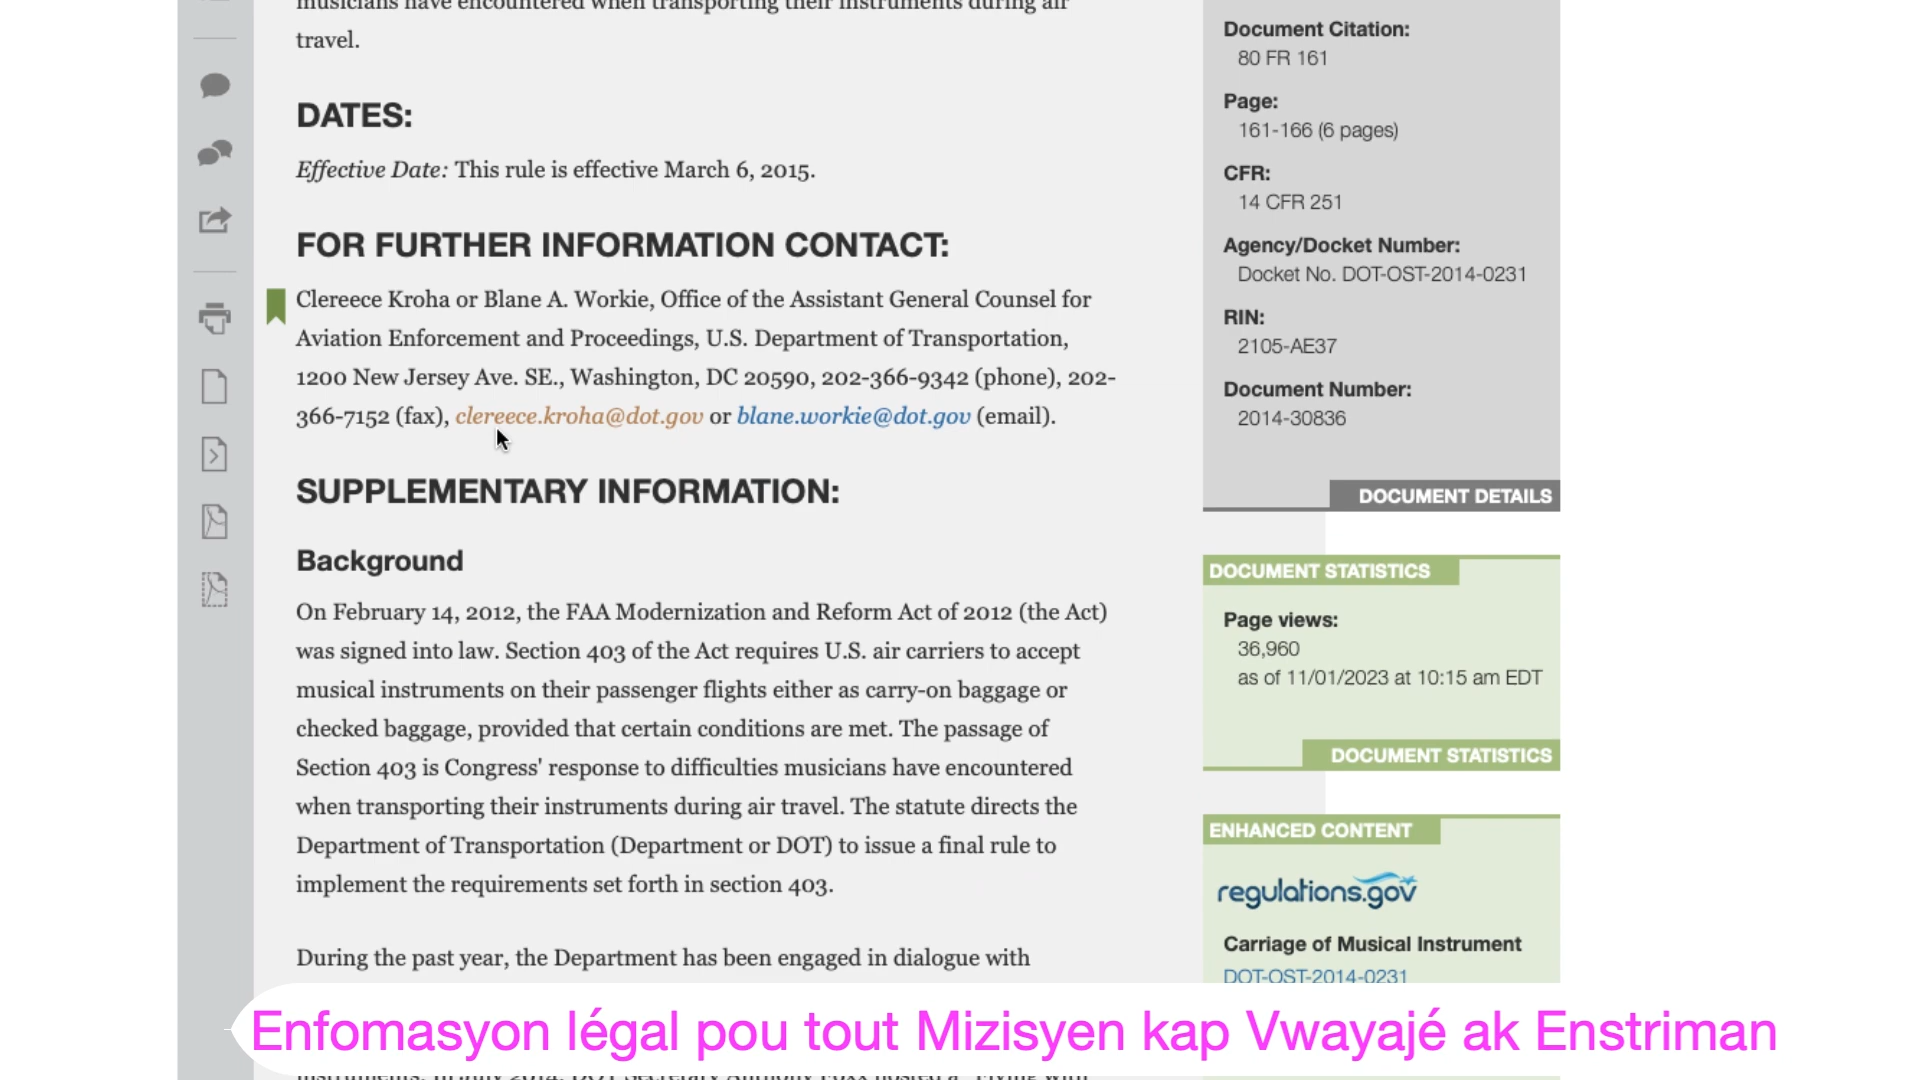 musicians have encountered when transporting their instruments during air
travel.
DATES:
Effective Date: This rule is effective March 6, 2015.
FOR FURTHER INFORMATION CONTACT:
Clereece Kroha or Blane A. Workie, Office of the Assistant General Counsel for
Aviation Enforcement and Proceedings, U.S. Department of Transportation,
1200 New Jersey Ave. SE., Washington, DC 20590, 202-366-9342 (phone), 202-
366-7152 (fax), clereece.kroha@dot.gov or blane.workie@dot.gov (email).
SUPPLEMENTARY INFORMATION:
Background
On February 14, 2012, the FAA Modernization and Reform Act of 2012 (the Act)
was signed into law. Section 403 of the Act requires U.S. air carriers to accept
musical instruments on their passenger flights either as carry-on baggage or
checked baggage, provided that certain conditions are met. The passage of
Section 403 is Congress' response to difficulties musicians have encountered
when transporting their instruments during air travel. The statute directs the
Department of Transportation (Department or DOT) to issue a final rule to
implement the requirements set forth in section 403.
During the past year, the Department has been engaged in dialogue with
Document Citation:
80 FR 161
Page:
161-166 (6 pages)
CFR:
14 CFR 251
Agency/Docket Number:
Docket No. DOT-OST-2014-0231
RIN:
2105-AE37
Document Number:
2014-30836
DOCUMENT DETAILS
DOCUMENT STATISTICS
Page views:
36,960
as of 11/01/2023 at 10:15 am EDT
DOCUMENT STATISTICS
ENHANCED CONTENT
regulations.gov
Carriage of Musical Instrument
DOT-OST-2014-0231
Enfomasyon légal pou tout Mizisyen kap Vwayajé ak Enstriman